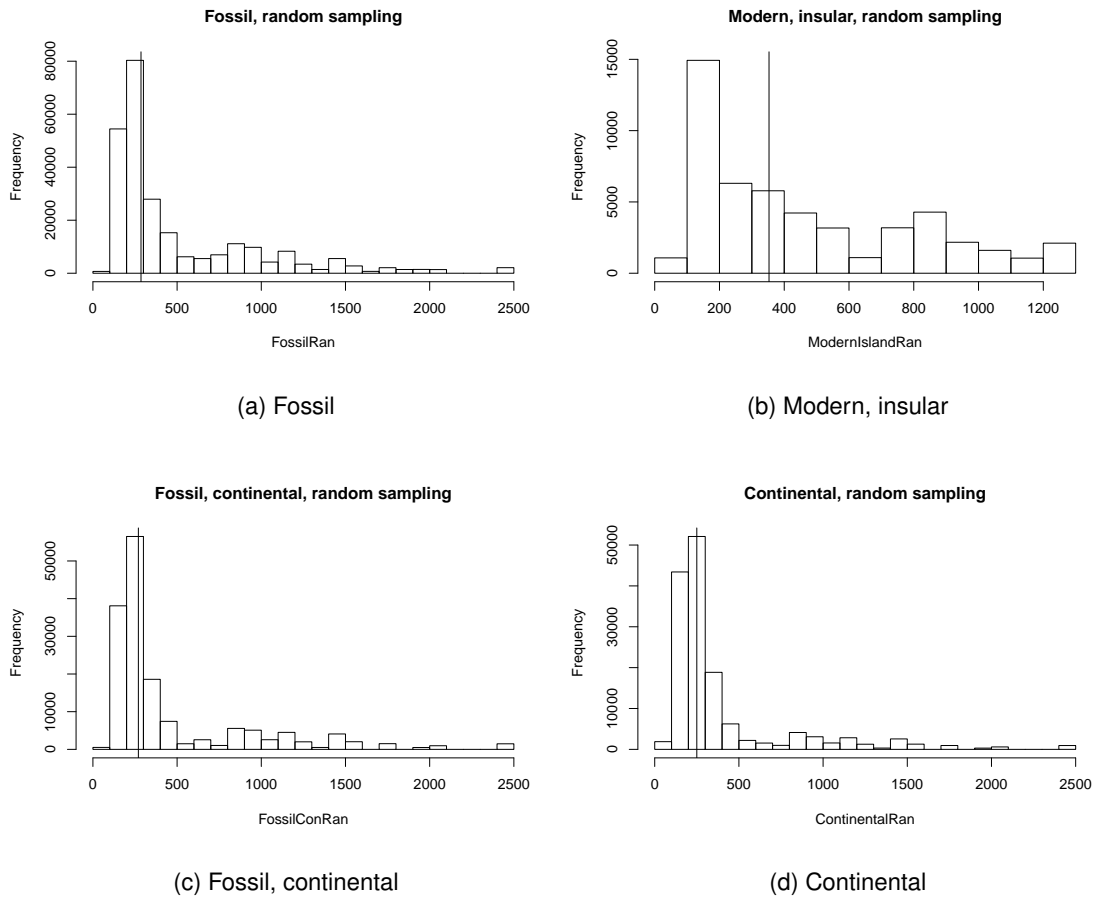 Fossil, random sampling
Frequency
80000
60000
40000
20000
0
0 500 1000 1500 2000 2500
FossilRan
(a) Fossil
Modern, insular, random sampling
Frequency
15000
10000
5000
0
0 200 400 600 800 1000 1200
ModernIslandRan
(b) Modern, insular
Fossil, continental, random sampling
Frequency
50000
30000
10000
0
0 500 1000 1500 2000 2500
FossilConRan
(c) Fossil, continental
Continental, random sampling
Frequency
50000
30000
10000
0
0 500 1000 1500 2000 2500
ContinentalRan
(d) Continental